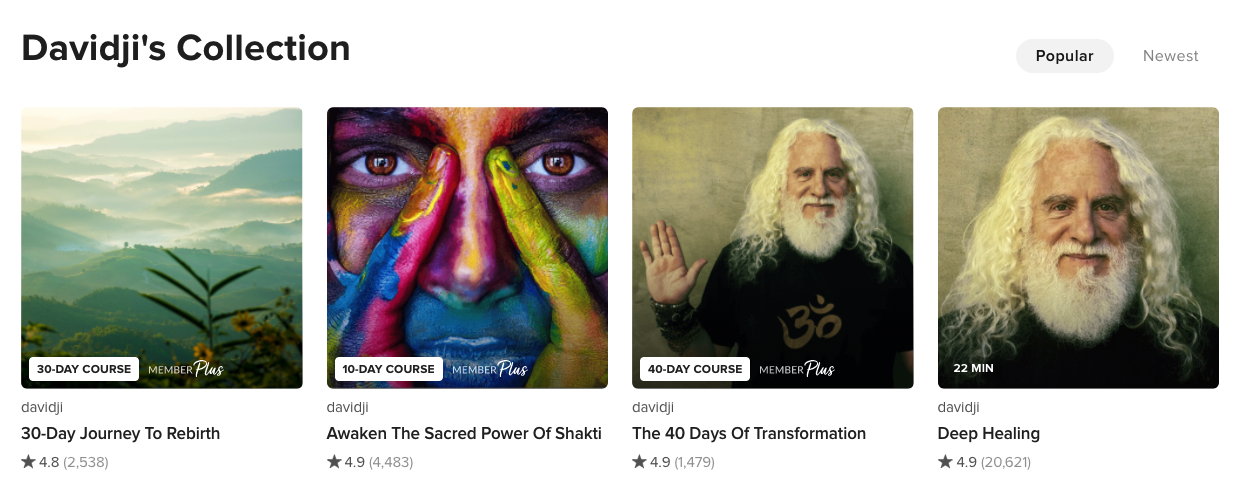 Davidji's Collection
Popular
Newest
30-DAY COURSE MEMBER Plus
10-DAY COURSE MEMBER Plus
40-DAY COURSE MEMBER Plus
22 MIN
davidji
30-Day Journey To Rebirth
★ 4.8 (2,538)
davidji
Awaken The Sacred Power Of Shakti
★ 4.9 (4,483)
davidji
The 40 Days Of Transformation
★ 4.9 (1,479)
davidji
Deep Healing
★ 4.9 (20,621)
ॐ